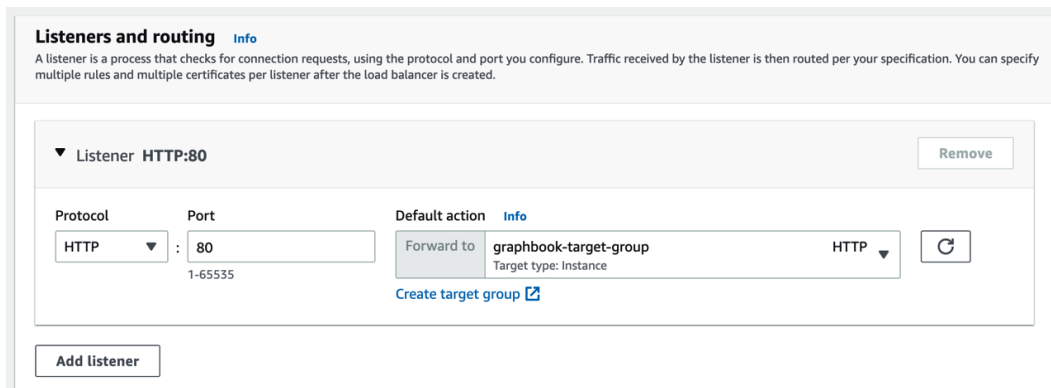 Listeners and routing Info
A listener is a process that checks for connection requests, using the protocol and port you configure. Traffic received by the listener is then routed per your specification. You can specify
multiple rules and multiple certificates per listener after the load balancer is created.
Listener HTTP:80
Remove
Protocol Port Default action Info
HTTP : 80 Forward to graphbook-target-group HTTP
Target type: Instance
1-65535
Create target group
Add listener